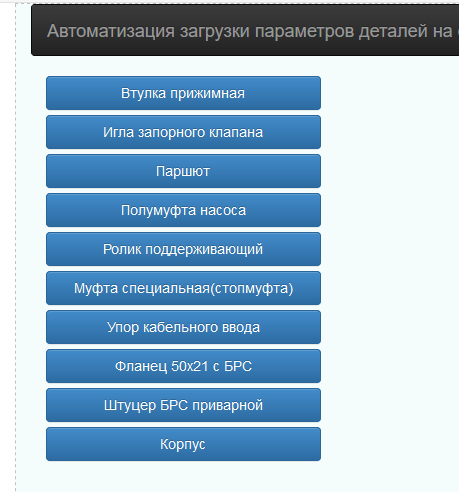 Автоматизация загрузки параметров деталей на
Втулка прижимная
Игла запорного клапана
Паршют
Полумуфта насоса
Ролик поддерживающий
Муфта специальная(стопмуфта)
Упор кабельного ввода
Фланец 50х21 с БРС
Штуцер БРС приварной
Корпус